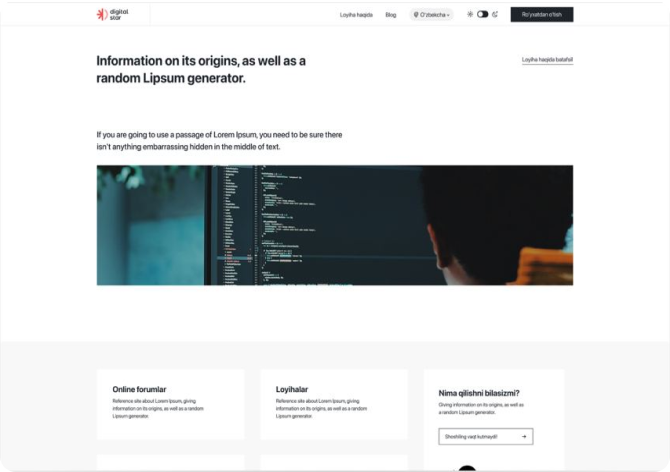 digital
star
Loyiha haqida
Blog
O'zbekcha
Ro'yxatdan o'tish
Information on its origins, as well as a
random Lipsum generator.
Loyiha haqida batafsil
If you are going to use a passage of Lorem Ipsum, you need to be sure there
isn't anything embarrassing hidden in the middle of text.
Online forumlar
Reference site about Lorem Ipsum, giving
information on its origins, as well as a random
Lipsum generator.
Loyihalar
Reference site about Lorem Ipsum, giving
information on its origins, as well as a random
Lipsum generator.
Nima qilishni bilasizmi?
Giving information on its origins, as well as
a random Lipsum generator.
Shoshiling vaqt kutmaydi!